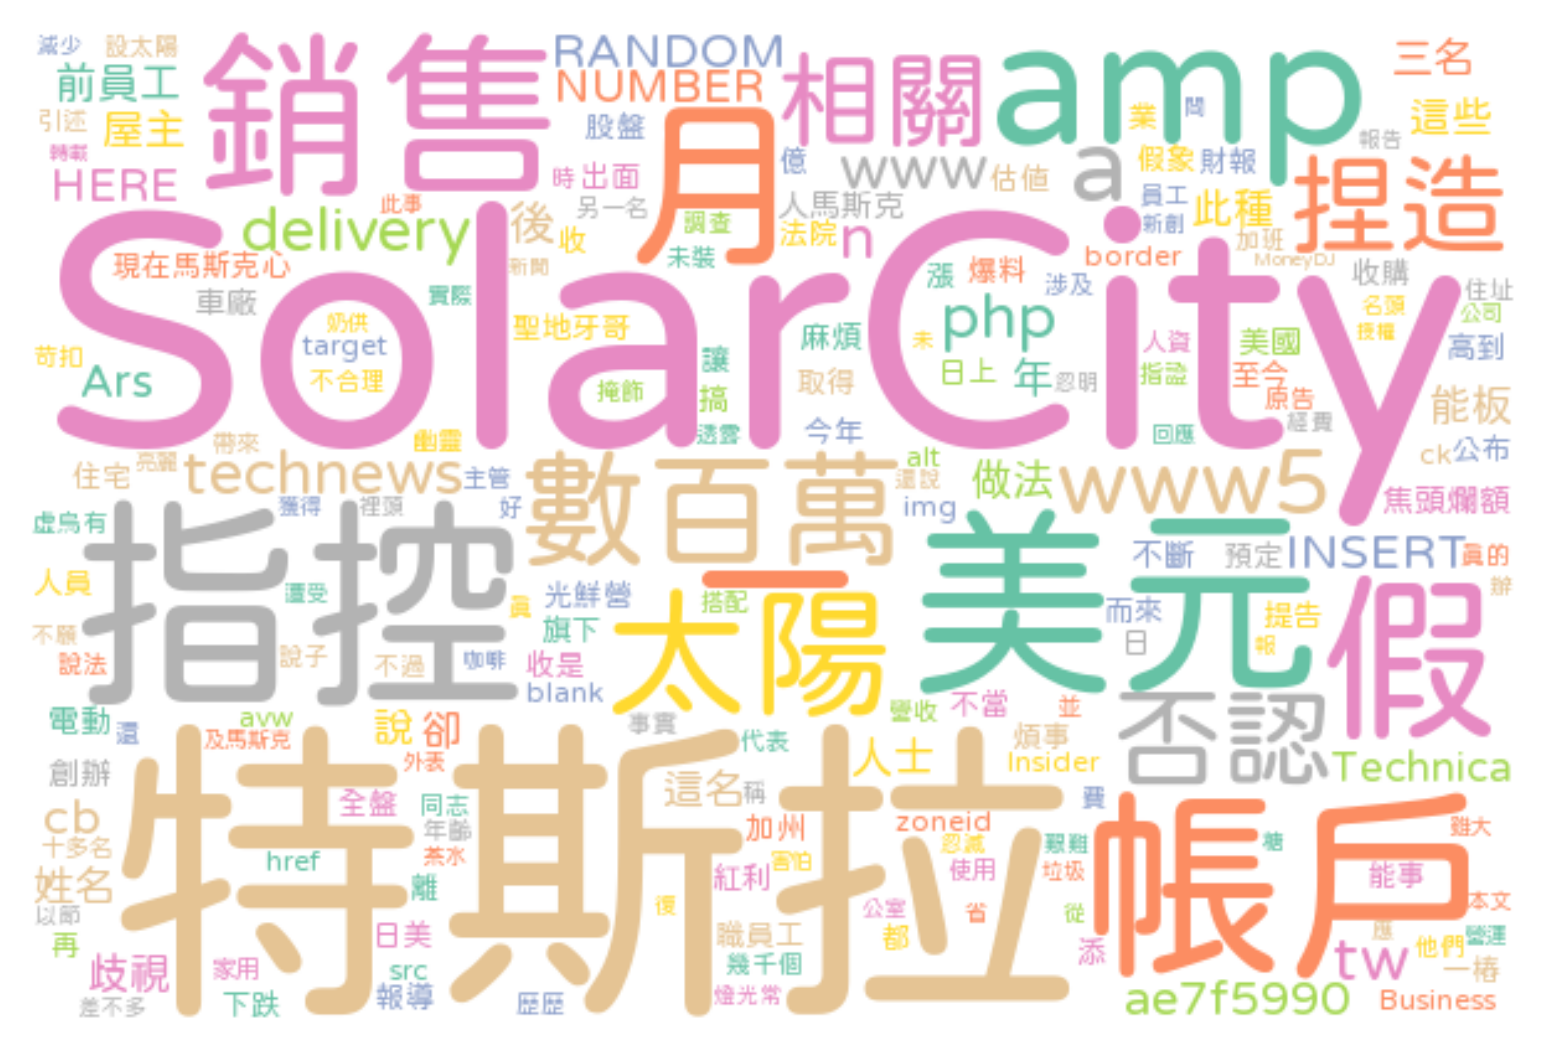 減少 設太陽 銷售 RANDOM 相關 amp 三名
前員工 NUMBER 業 間 這些
引述 屋主 股盤 月 報告
轉載 億 www 估值 a 假象 財報 捏造
HERE 時 出面 另一名 人馬斯克 員工 此種
此事 delivery 後 收 調查 法院 n 新創 加班
現在馬斯克心 新聞 未裝 border MoneyDJ
SolarCity
車廠 實際 漲 爆料 涉及 收購 住址
奶供 聖地牙哥 麻煩 php 名頭 公司
苛扣 target 讓 未 人資 美國 授權 高到
Ars 不合理 掩飾 搞 取得 日上 年 忽明 指證 至今 原告 能板
帶來 幽靈 透露 今年 回應 經費
住宅 亮麗 technews 主管 數百萬 alt 還說 做法 www5 ck 公布
虛烏有 獲得 裡頭 好 img 焦頭爛額
指控 美元 不斷 預定 INSERT 真的
人員 遭受 真 光鮮營 一 搭配 而來 提告 假 辦
不願 旗下 太陽 日 報
說法 說子 不過 咖啡 收是
blank 否認
電動 還 avw 說 卻 事實 豐收 不當 並
及馬斯克 代表 人士 煩事
創辦 外表 Insider Technica
特斯拉 帳戶
cb 全盤 同志 這名 稱 費
十多名 年齡 加州 zoneid 雖大
href 茶水 害怕 忽滅 艱難 糖
姓名 離 紅利 使用 垃圾 能事
以節 復 公室 省 從 本文
再 日美 職員工 都 添 應 營運
歧視 家用 src 幾千個 tw 他們 一樁
差不多 下跌 報導 歷歷 燈光常 ae7f5990 Business